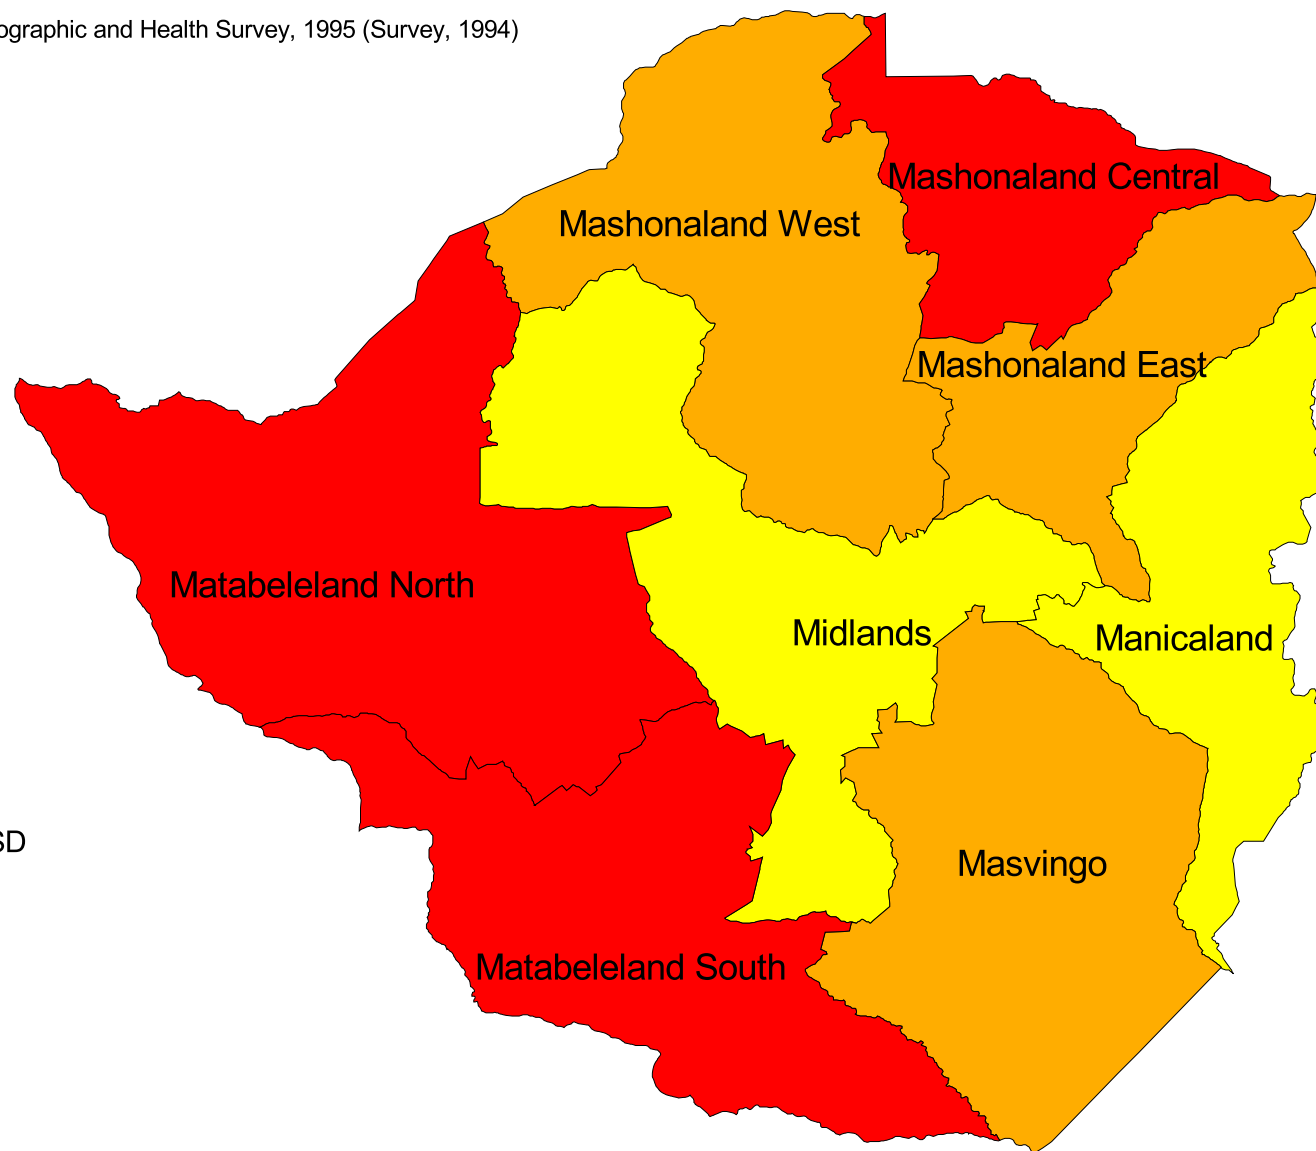 ographic and Health Survey, 1995 (Survey, 1994)
Mashonaland Central
Mashonaland West
Mashonaland East
Matabeleland North
Midlands
Manicaland
SD
Masvingo
Matabeleland South